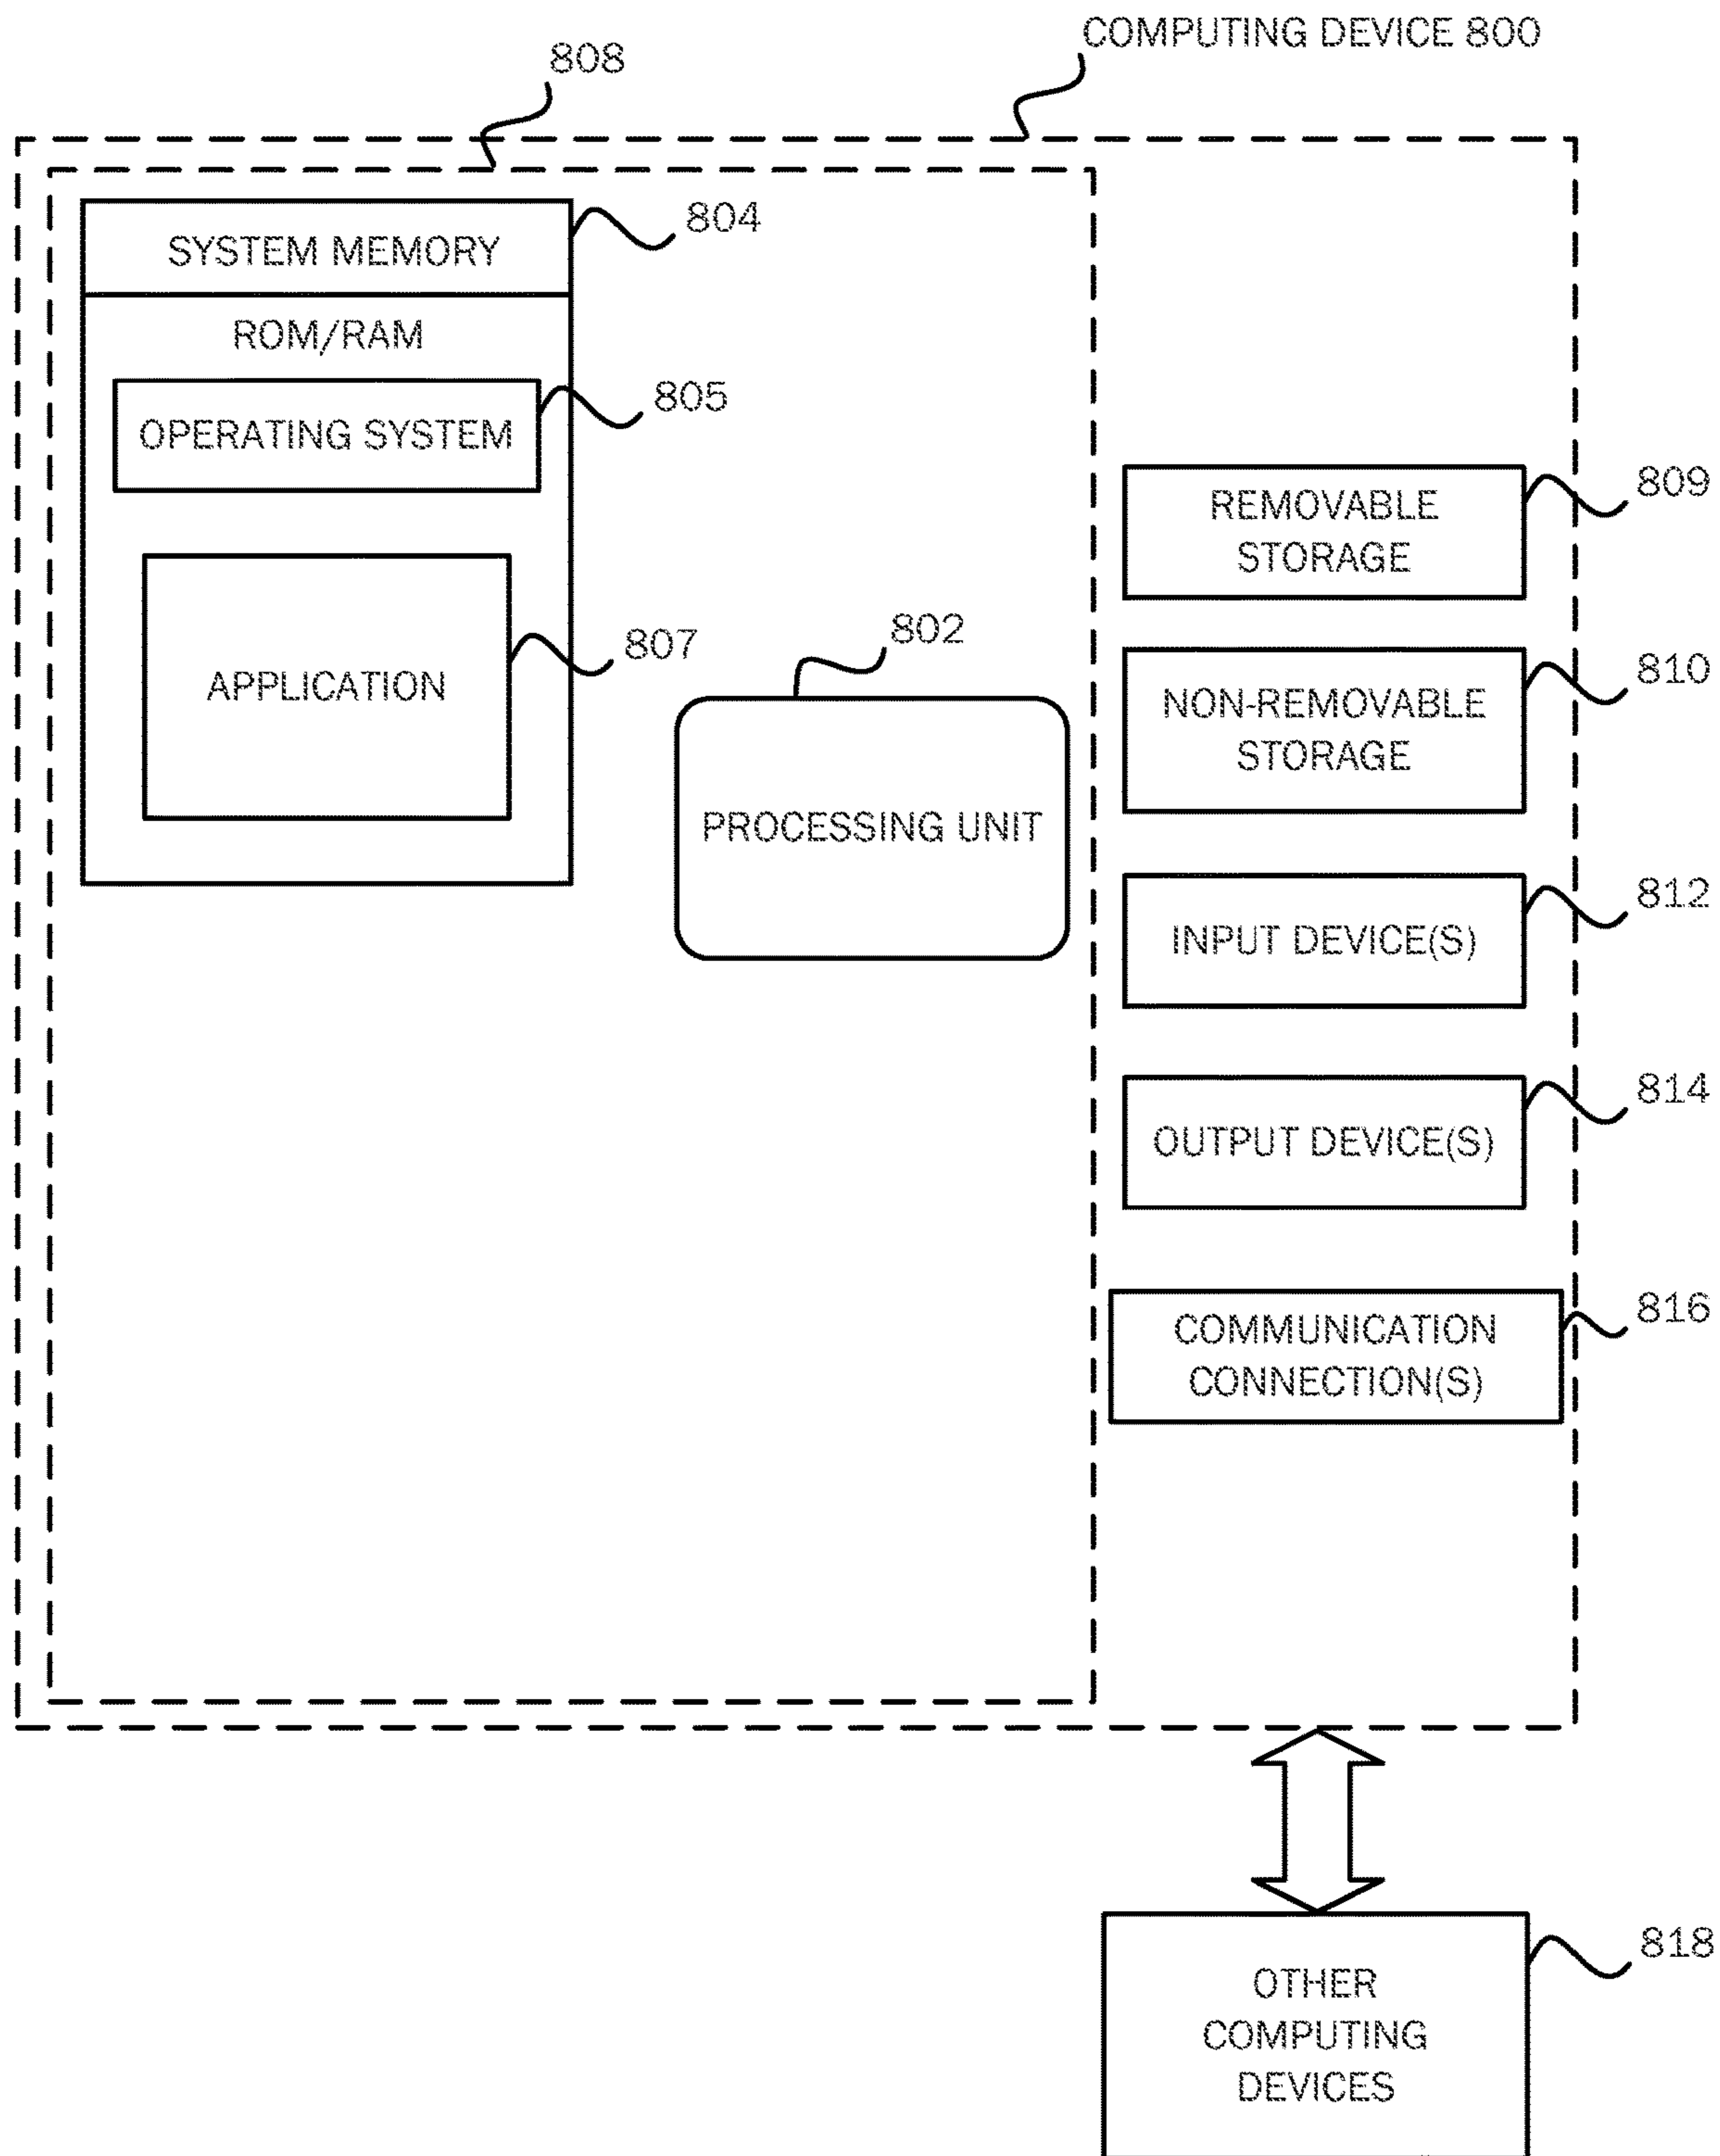 COMPUTING DEVICE 800
808
804
SYSTEM MEMORY
ROM/RAM
805
OPERATING SYSTEM
807
APPLICATION
802
PROCESSING UNIT
809
REMOVABLE
STORAGE
810
NON-REMOVABLE
STORAGE
812
INPUT DEVICE(S)
814
OUTPUT DEVICE(S)
816
COMMUNICATION
CONNECTION(S)
818
OTHER
COMPUTING
DEVICES